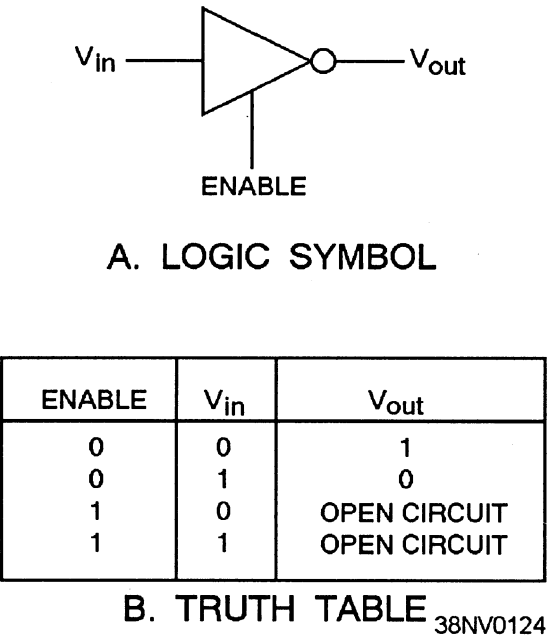 Vin Vout
ENABLE
A. LOGIC SYMBOL
ENABLE Vin Vout
0 0 1
0 1 0
1 0 OPEN CIRCUIT
1 1 OPEN CIRCUIT
B. TRUTH TABLE 38NV0124